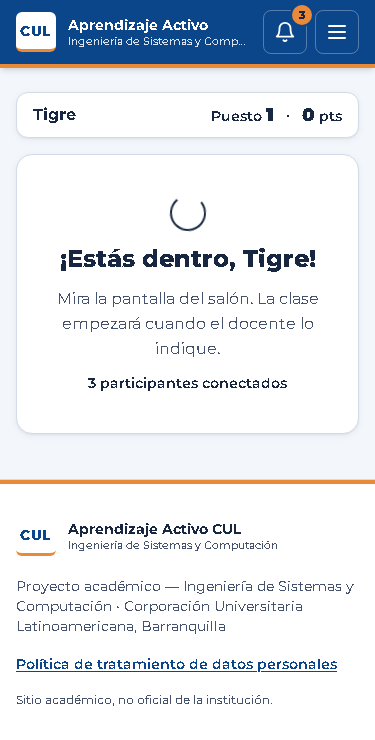 CUL
Aprendizaje Activo
Ingeniería de Sistemas y Comp...
3
Tigre
Puesto 1 · 0 pts
¡Estás dentro, Tigre!
Mira la pantalla del salón. La clase
empezará cuando el docente lo
indique.
3 participantes conectados
CUL
Aprendizaje Activo CUL
Ingeniería de Sistemas y Computación
Proyecto académico — Ingeniería de Sistemas y
Computación · Corporación Universitaria
Latinoamericana, Barranquilla
Política de tratamiento de datos personales
Sitio académico, no oficial de la institución.